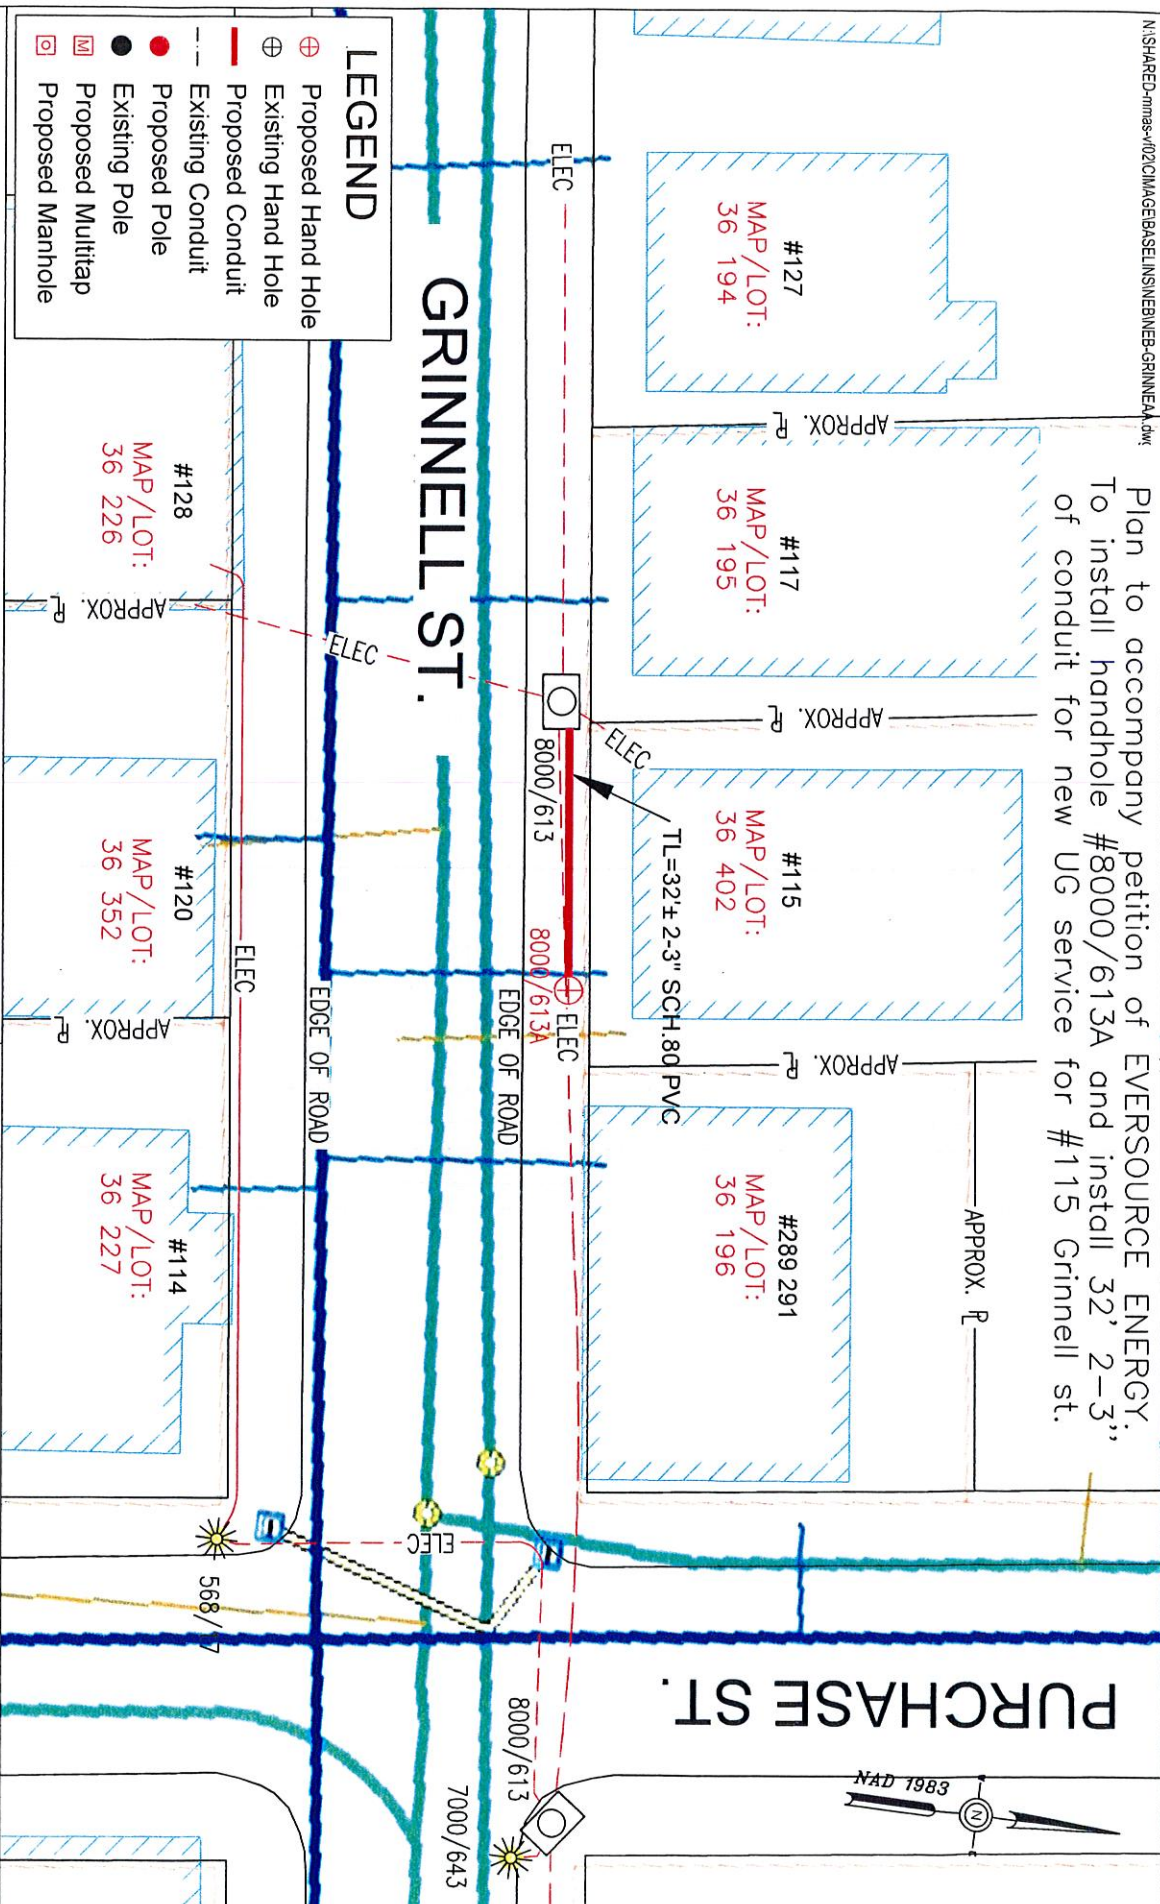 N:\SHARED-mmas-vf02\CIMAGE\BASELINS\NEB\NEB-GRINNEAA.dwg
Plan to accompany petition of EVERSOURCE ENERGY.
To install handhole #8000/613A and install 32' 2-3",
of conduit for new UG service for #115 Grinnell st.
#127
MAP/LOT:
36 194
APPROX. PL
#117
MAP/LOT:
36 195
APPROX. PL
#115
MAP/LOT:
36 402
APPROX. PL
#289 291
MAP/LOT:
36 196
APPROX. PL
TL=32'± 2-3" SCH.80 PVC
ELEC
ELEC
8000/613
8000/613A
ELEC
EDGE OF ROAD
GRINNELL ST.
ELEC
ELEC
EDGE OF ROAD
ELEC
#128
MAP/LOT:
36 226
APPROX. PL
#120
MAP/LOT:
36 352
APPROX. PL
#114
MAP/LOT:
36 227
PURCHASE ST.
NAD 1983
N
8000/613
7000/643
LEGEND
Proposed Hand Hole
Existing Hand Hole
Proposed Conduit
Existing Conduit
Proposed Pole
Existing Pole
M Proposed Multitap
Proposed Manhole